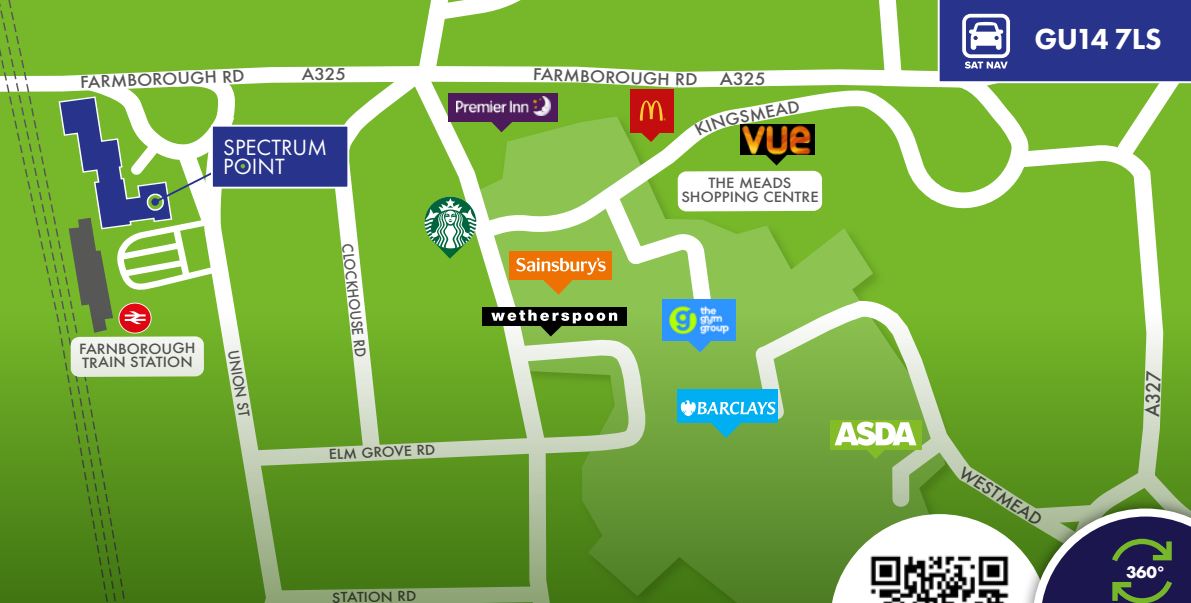 GU14 7LS
SAT NAV
FARMBOROUGH RD
A325
FARMBOROUGH RD
A325
Premier Inn
KINGSMEAD
vue
SPECTRUM
POINT
THE MEADS
SHOPPING CENTRE
Sainsbury's
wetherspoon
the
gym
group
CLOCKHOUSE RD
FARNBOROUGH
TRAIN STATION
UNION ST
BARCLAYS
A327
ASDA
ELM GROVE RD
WESTMEAD
360°
STATION RD